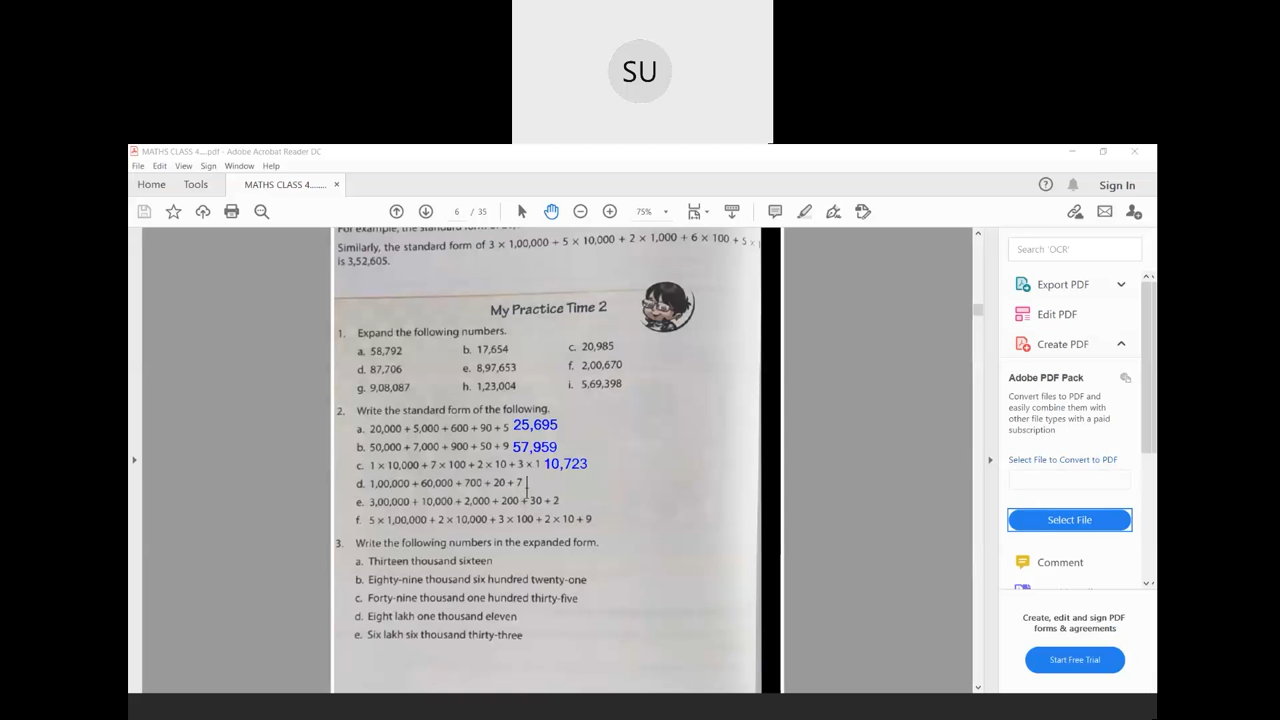 SU
MATHS CLASS 4....pdf - Adobe Acrobat Reader DC
File Edit View Sign Window Help
Home Tools MATHS CLASS 4........ × Sign In
6 / 35 75%
Similarly, the standard form of 3 × 1,00,000 + 5 × 10,000 + 2 × 1,000 + 6 × 100 + 5 ×
is 3,52,605.
My Practice Time 2
1. Expand the following numbers.
a. 58,792 b. 17,654 c. 20,985
d. 87,706 e. 8,97,653 f. 2,00,670
g. 9,08,087 h. 1,23,004 i. 5,69,398
2. Write the standard form of the following.
a. 20,000 + 5,000 + 600 + 90 + 5 25,695
b. 50,000 + 7,000 + 900 + 50 + 9 57,959
c. 1 × 10,000 + 7 × 100 + 2 × 10 + 3 × 1 10,723
d. 1,00,000 + 60,000 + 700 + 20 + 7
e. 3,00,000 + 10,000 + 2,000 + 200 + 30 + 2
f. 5 × 1,00,000 + 2 × 10,000 + 3 × 100 + 2 × 10 + 9
3. Write the following numbers in the expanded form.
a. Thirteen thousand sixteen
b. Eighty-nine thousand six hundred twenty-one
c. Forty-nine thousand one hundred thirty-five
d. Eight lakh one thousand eleven
e. Six lakh six thousand thirty-three
Search 'OCR'
Export PDF
Edit PDF
Create PDF
Adobe PDF Pack
Convert files to PDF and
easily combine them with
other file types with a paid
subscription
Select File to Convert to PDF
Select File
Comment
Create, edit and sign PDF
forms & agreements
Start Free Trial